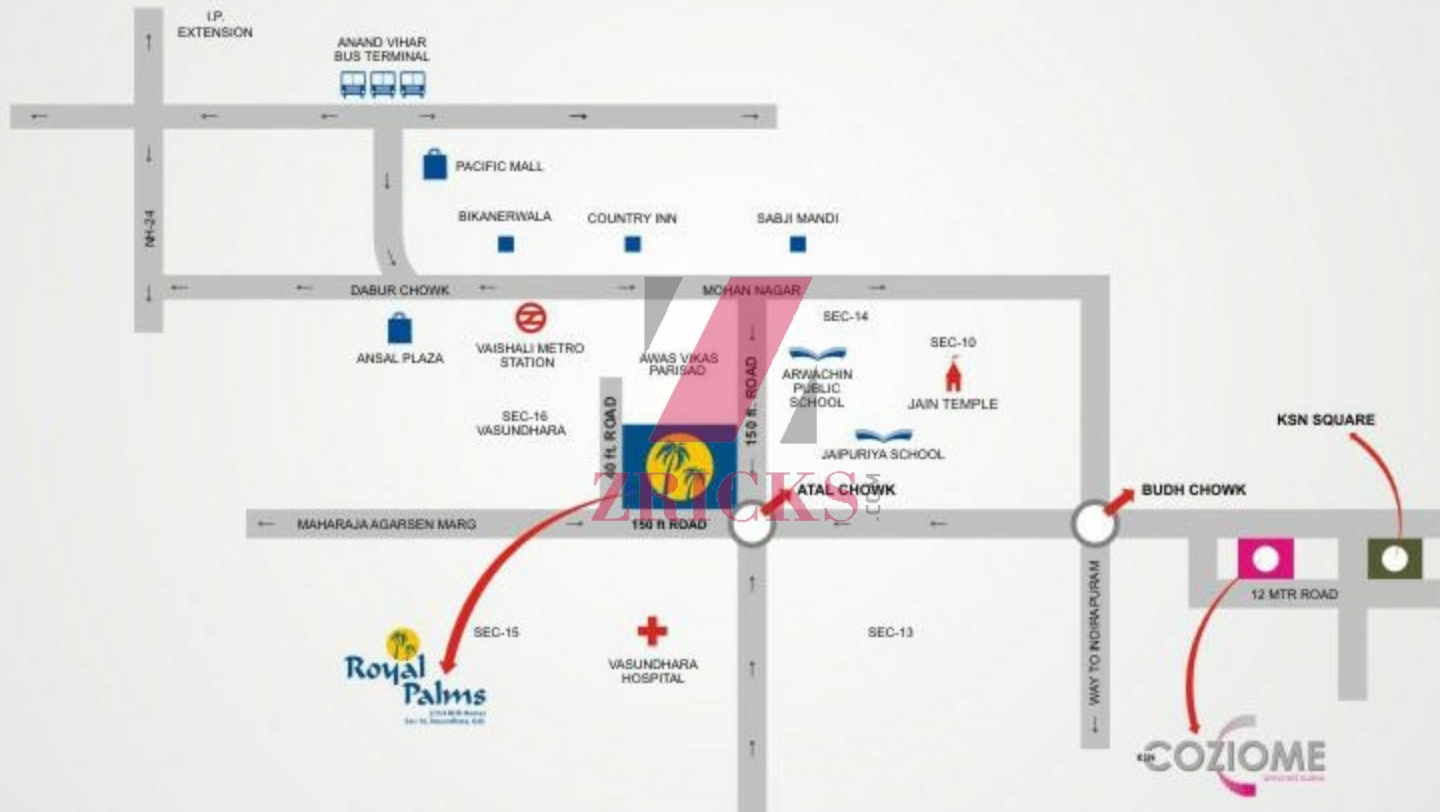 I.P.
EXTENSION
ANAND VIHAR
BUS TERMINAL
PACIFIC MALL
NH-24
BIKANERWALA
COUNTRY INN
SABJI MANDI
DABUR CHOWK
MOHAN NAGAR
ANSAL PLAZA
VAISHALI METRO
STATION
AWAS VIKAS
PARISAD
SEC-14
ARWACHIN
PUBLIC
SCHOOL
SEC-10
JAIN TEMPLE
SEC-16
VASUNDHARA
40 ft. ROAD
150 ft. ROAD
JAIPURIYA SCHOOL
KSN SQUARE
ZRICKS
.COM
ATAL CHOWK
BUDH CHOWK
MAHARAJA AGARSEN MARG
150 ft ROAD
12 MTR ROAD
WAY TO INDIRAPURAM
SEC-15
VASUNDHARA
HOSPITAL
SEC-13
Royal
Palms
KSN
COZIOME